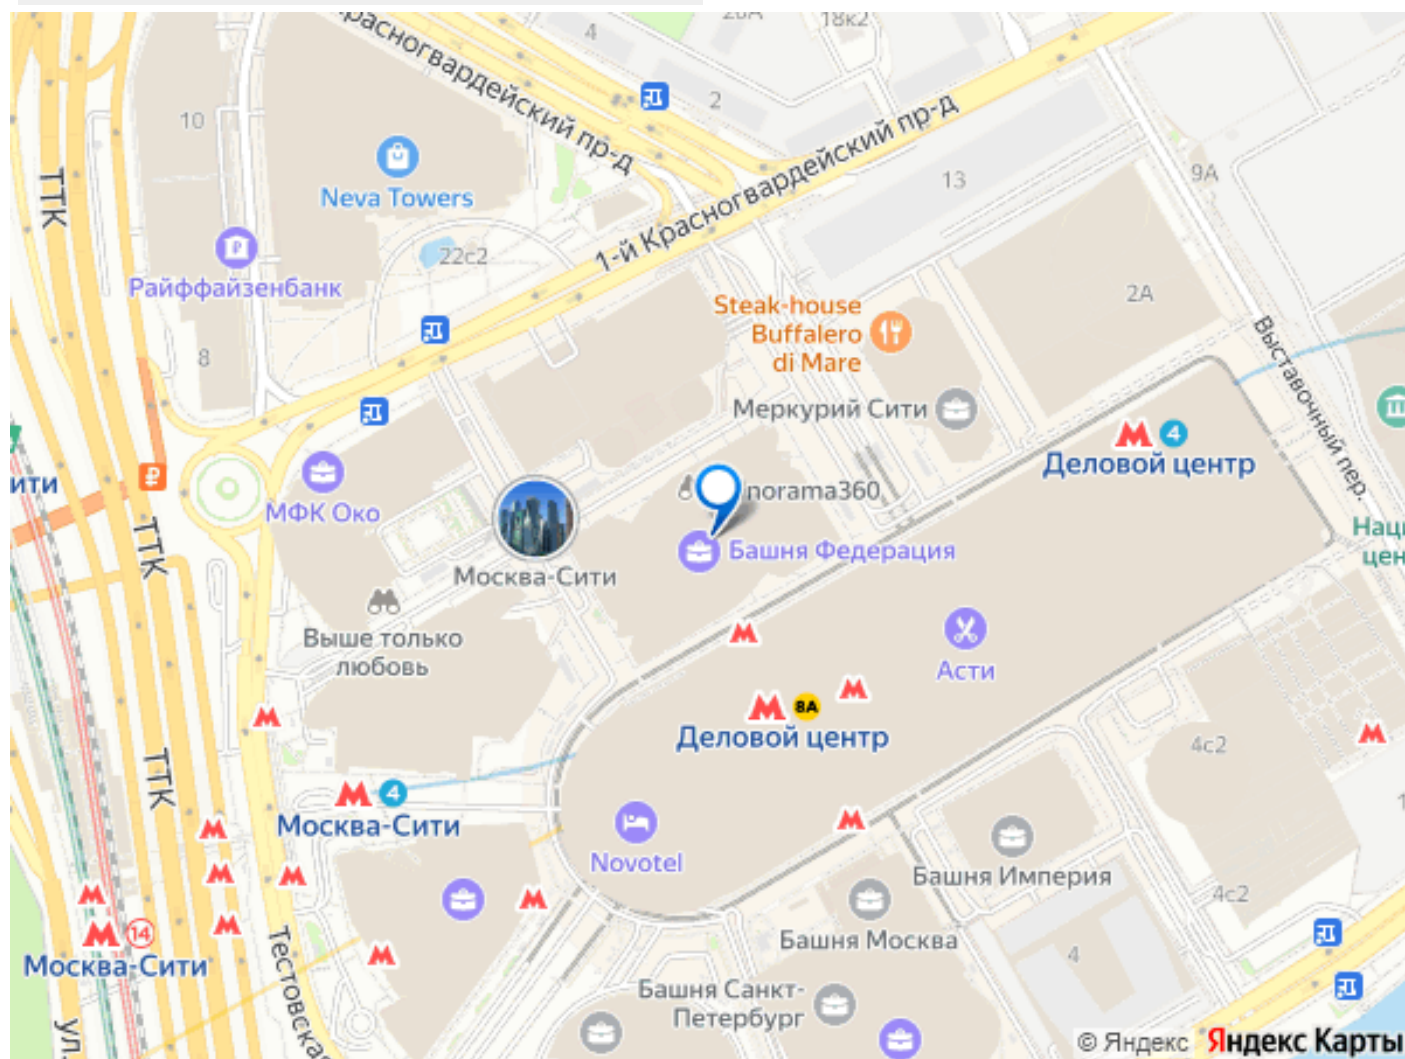 Красногвардейский пр-д
4
18к2
2
10
1-й Красногвардейский пр-д
13
9А
ТТК
Neva Towers
22с2
Райффайзенбанк
2А
Steak-house
Buffalero
di Mare
8
Выставочный пер.
Меркурий Сити
4
Деловой центр
МФК Око
norama360
Башня Федерация
Москва-Сити
ТТК
Выше только
любовь
Асти
8А
Деловой центр
4с2
ТТК
4
Москва-Сити
Novotel
Башня Империя
4с2
14
Москва-Сити
Тестовская
Башня Москва
4
Башня Санкт-
Петербург
ул.
© Яндекс Яндекс Карты